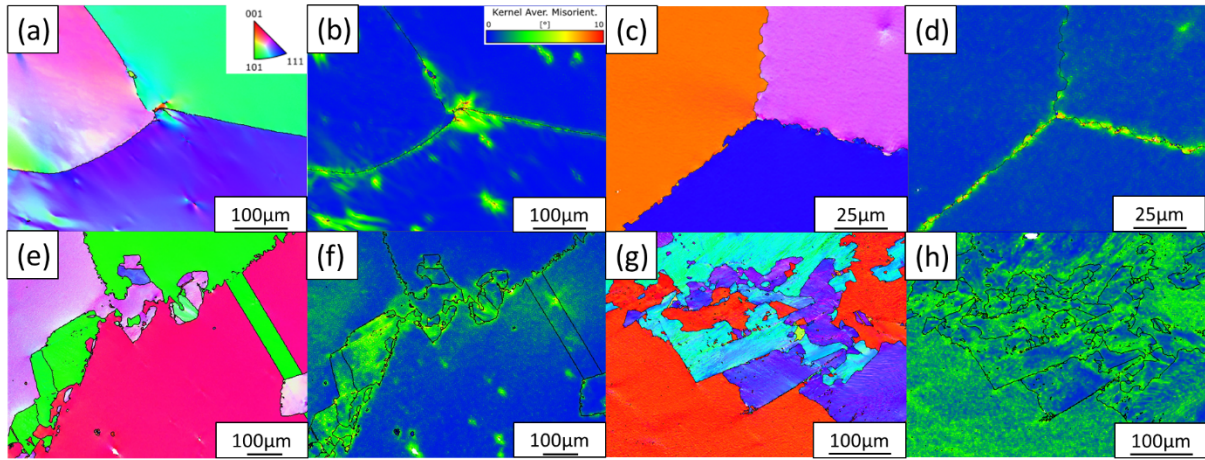 (a)
001
101
111
100μm
(b)
Kernel Aver. Misorient.
0 [°] 10
100μm
(c)
25μm
(d)
25μm
(e)
100μm
(f)
100μm
(g)
100μm
(h)
100μm